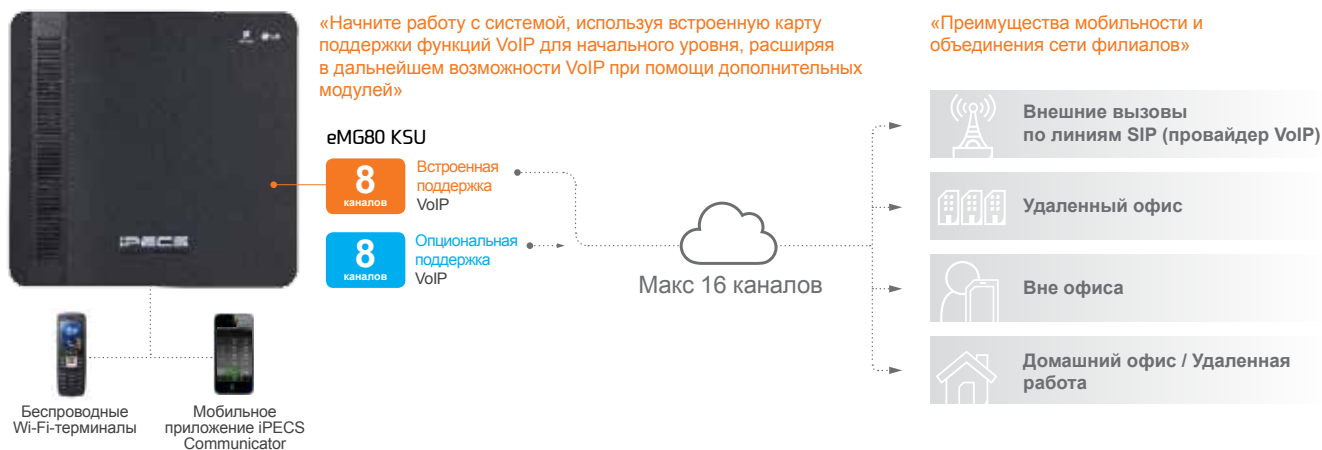 «Начните работу с системой, используя встроенную карту
поддержки функций VoIP для начального уровня, расширяя
в дальнейшем возможности VoIP при помощи дополнительных
модулей»
«Преимущества мобильности и
объединения сети филиалов»
eMG80 KSU
8
каналов
Встроенная
поддержка
VoIP
8
каналов
Опциональная
поддержка
VoIP
Макс 16 каналов
Внешние вызовы
по линиям SIP (провайдер VoIP)
Удаленный офис
Вне офиса
Домашний офис / Удаленная
работа
iPECS
Беспроводные
Wi-Fi-терминалы
Мобильное
приложение iPECS
Communicator